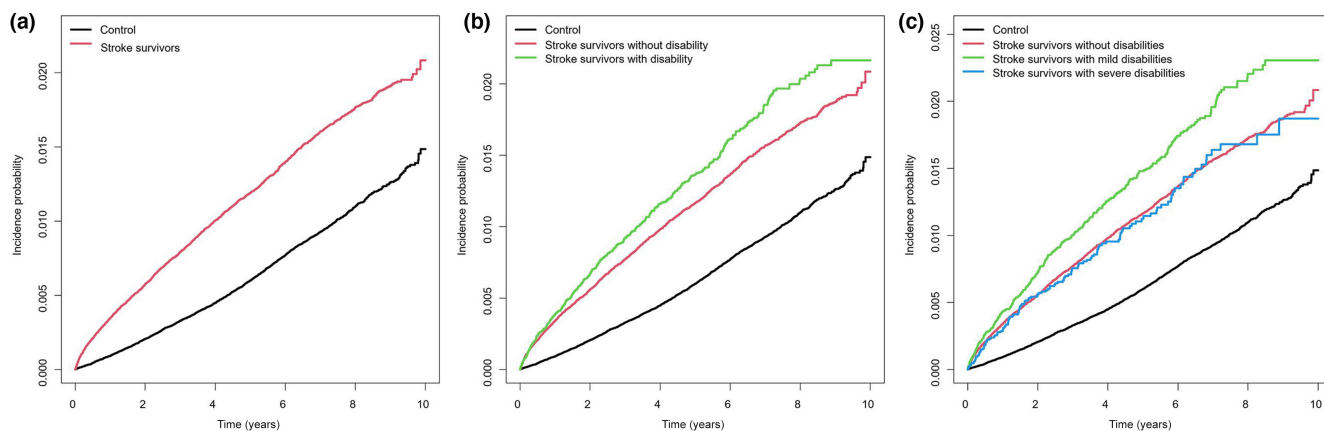 (a)
Control
Stroke survivors
Incidence probability
0.000
0.005
0.010
0.015
0.020
0 2 4 6 8 10
Time (years)
(b)
Control
Stroke survivors without disability
Stroke survivors with disability
Incidence probability
0.000
0.005
0.010
0.015
0.020
0 2 4 6 8 10
Time (years)
(c)
Control
Stroke survivors without disabilities
Stroke survivors with mild disabilities
Stroke survivors with severe disabilities
Incidence probability
0.000
0.005
0.010
0.015
0.020
0.025
0 2 4 6 8 10
Time (years)